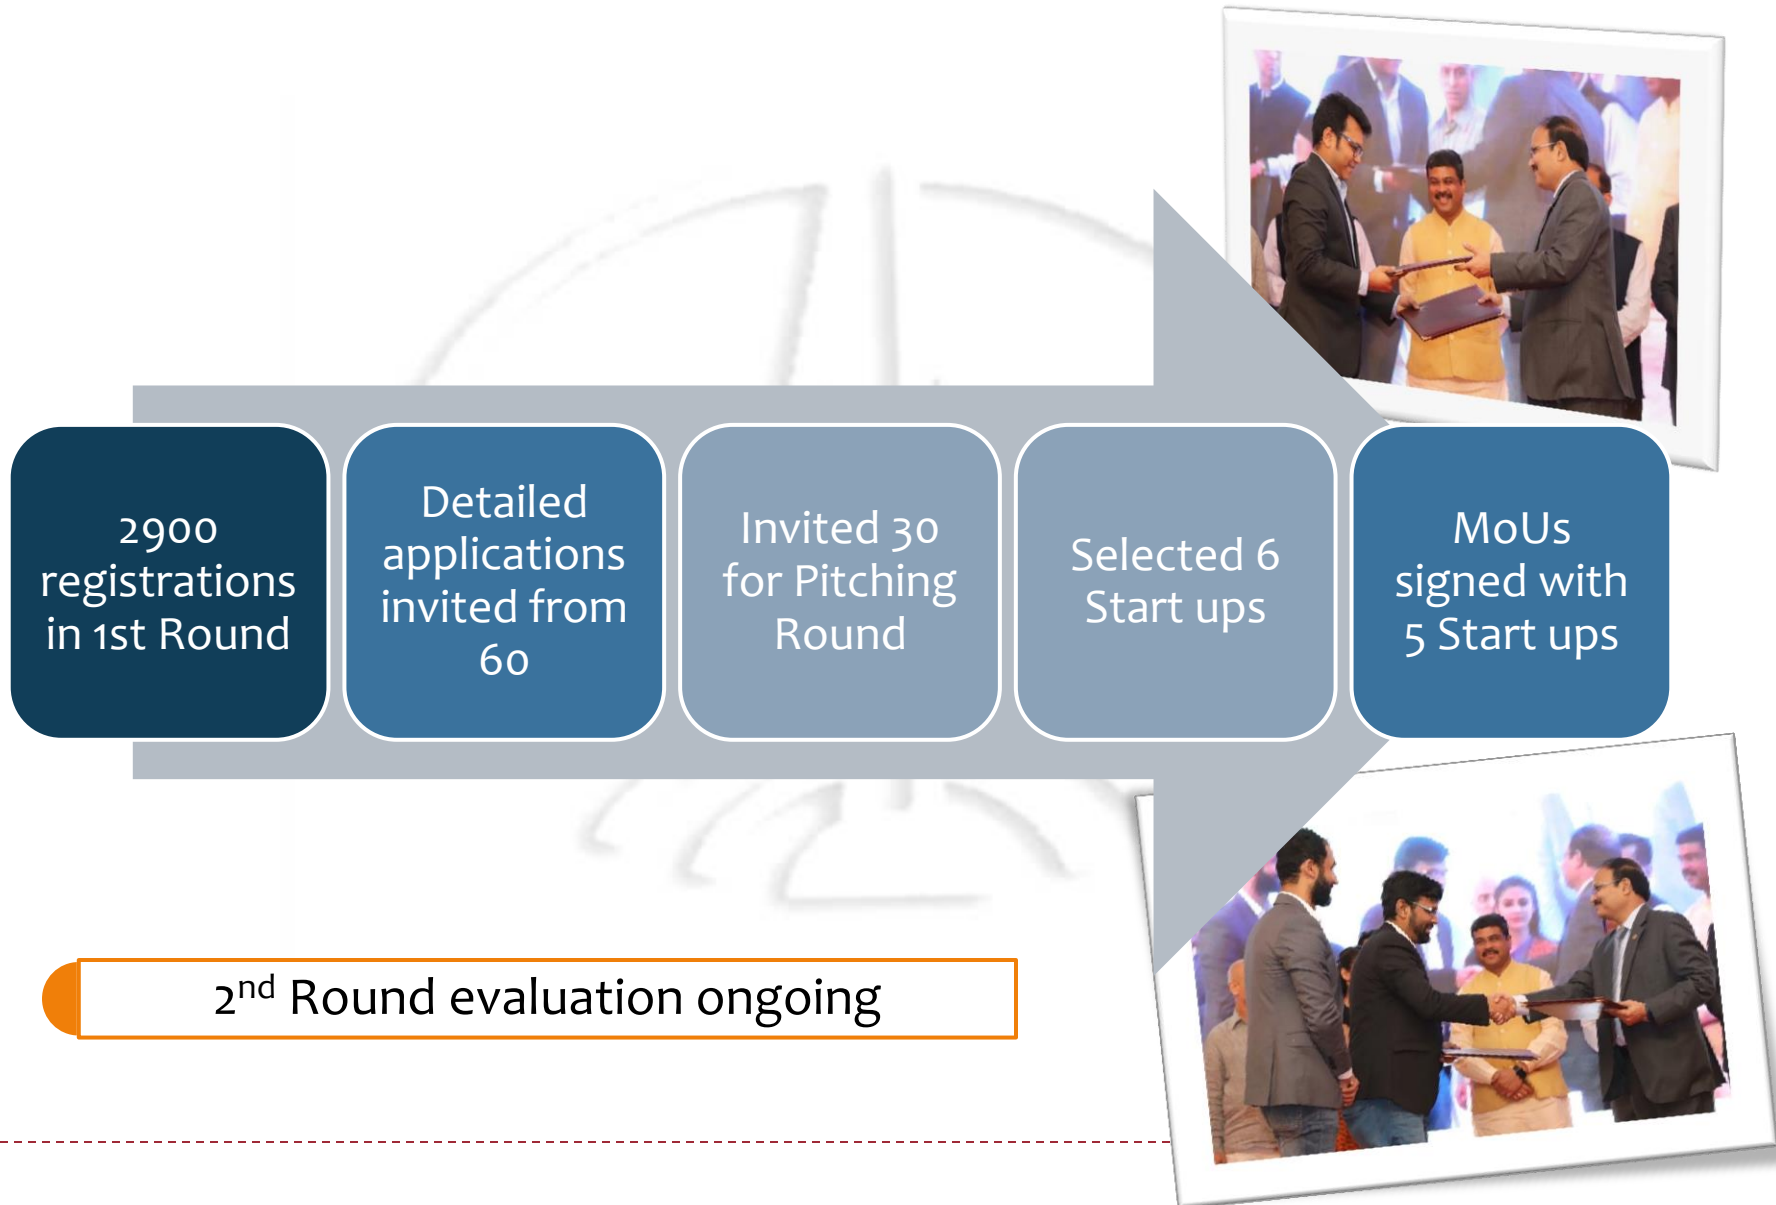 2900
registrations
in 1st Round
Detailed
applications
invited from
60
Invited 30
for Pitching
Round
Selected 6
Start ups
MoUs
signed with
5 Start ups
2nd Round evaluation ongoing